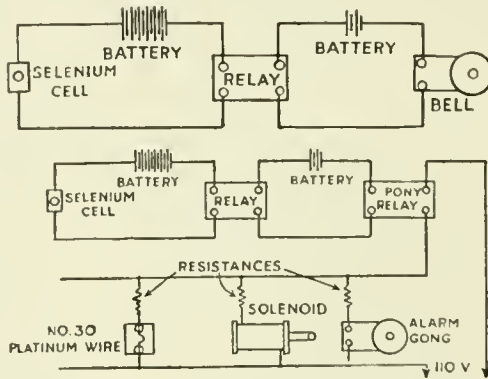 BATTERY
BATTERY
SELENIUM
CELL
RELAY
BELL
BATTERY
BATTERY
SELENIUM
CELL
RELAY
PONY
RELAY
RESISTANCES
SOLENOID
NO.30
PLATINUM WIRE
ALARM
GONG
110 V